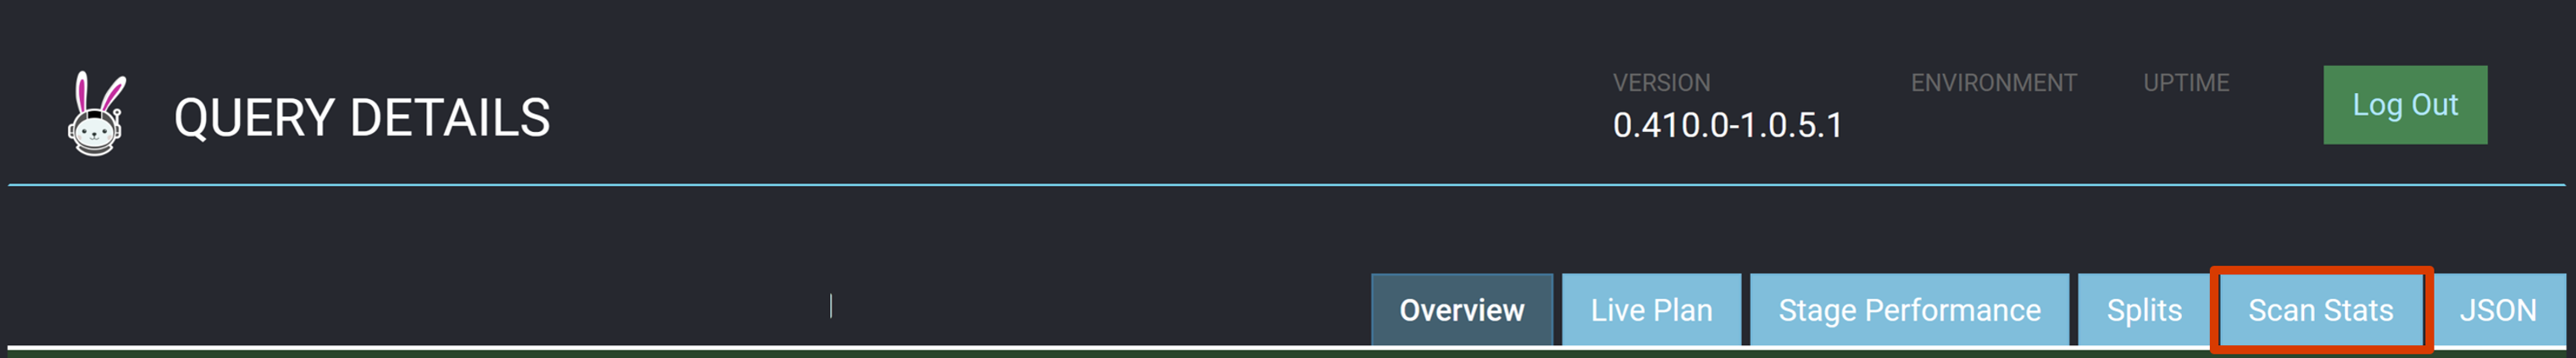 QUERY DETAILS
VERSION
0.410.0-1.0.5.1
ENVIRONMENT
UPTIME
Log Out
Overview
Live Plan
Stage Performance
Splits
Scan Stats
JSON